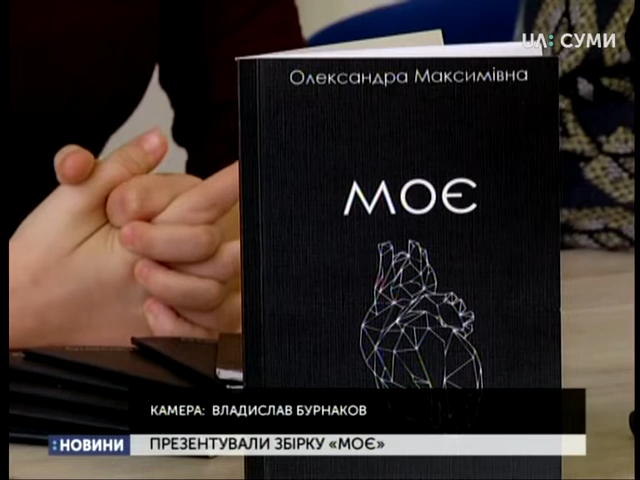 UA: СУМИ
Олександра Максимівна
МОЄ
КАМЕРА: ВЛАДИСЛАВ БУРНАКОВ
:НОВИНИ
ПРЕЗЕНТУВАЛИ ЗБІРКУ «МОЄ»